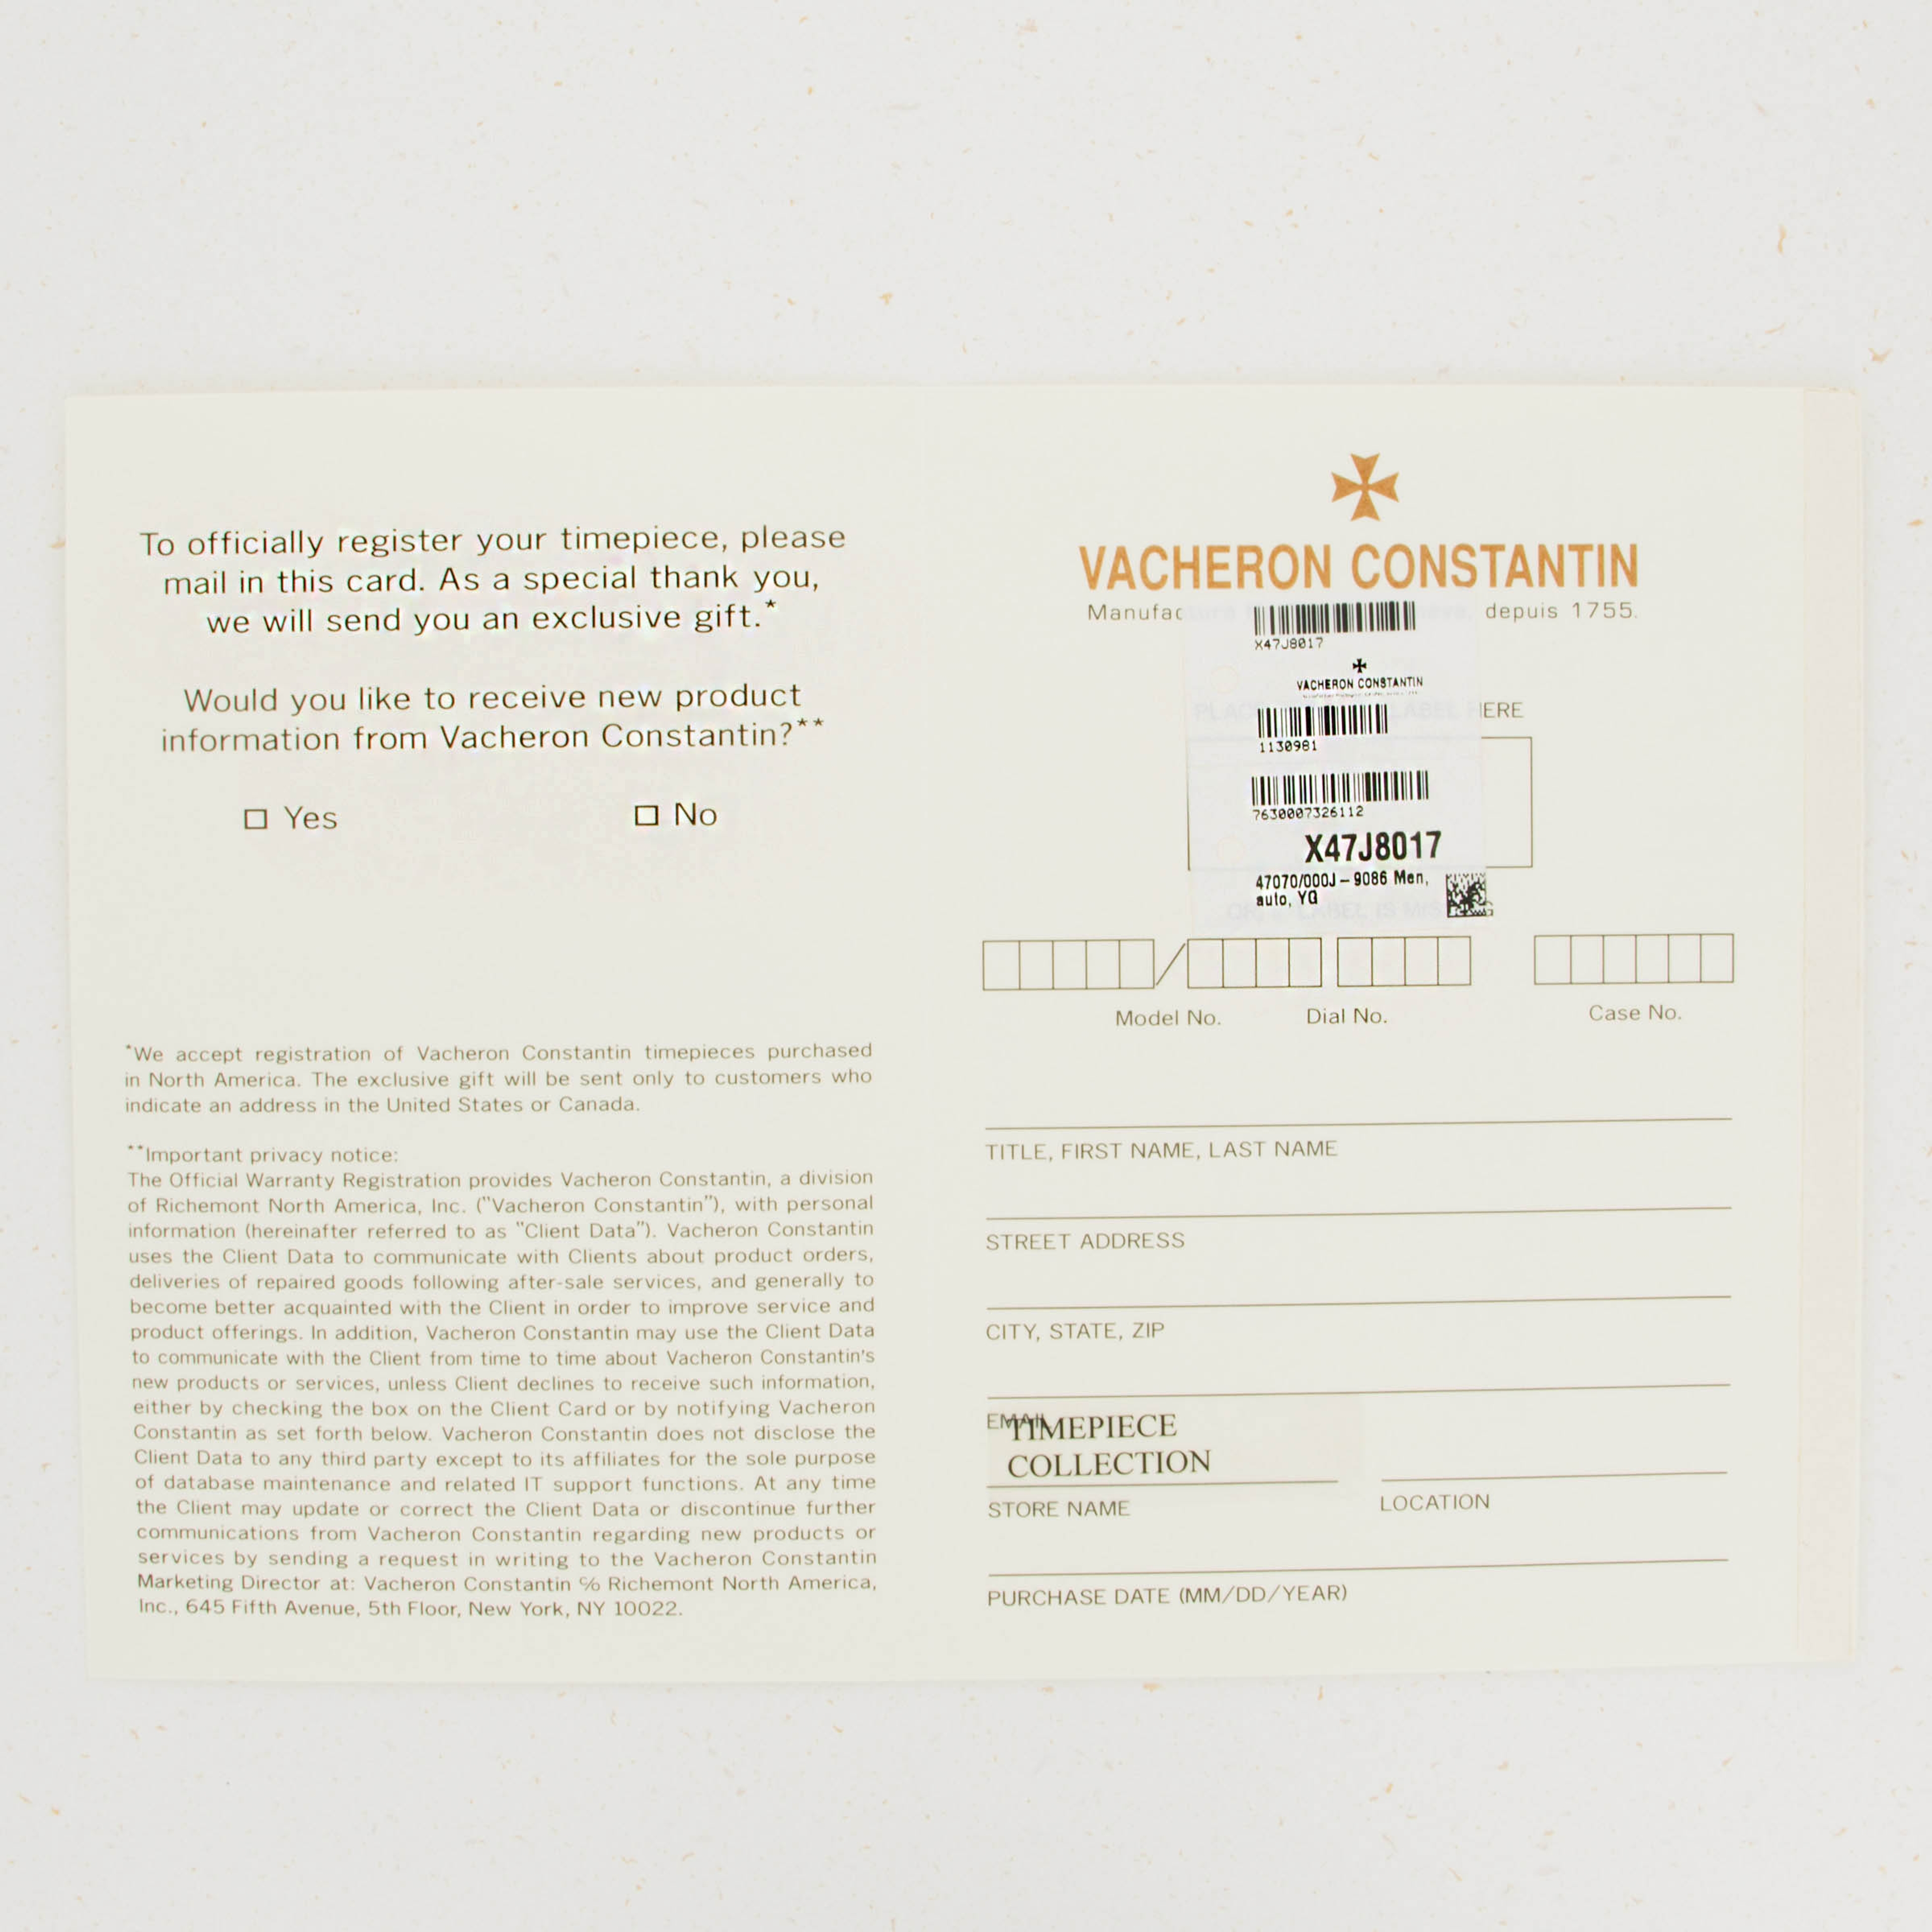 To officially register your timepiece, please
mail in this card. As a special thank you,
we will send you an exclusive gift.*
Would you like to receive new product
information from Vacheron Constantin?**
☐ Yes
☐ No
*We accept registration of Vacheron Constantin timepieces purchased
in North America. The exclusive gift will be sent only to customers who
indicate an address in the United States or Canada.
**Important privacy notice:
The Official Warranty Registration provides Vacheron Constantin, a division
of Richemont North America, Inc. ("Vacheron Constantin"), with personal
information (hereinafter referred to as "Client Data"). Vacheron Constantin
uses the Client Data to communicate with Clients about product orders,
deliveries of repaired goods following after-sale services, and generally to
become better acquainted with the Client in order to improve service and
product offerings. In addition, Vacheron Constantin may use the Client Data
to communicate with the Client from time to time about Vacheron Constantin's
new products or services, unless Client declines to receive such information,
either by checking the box on the Client Card or by notifying Vacheron
Constantin as set forth below. Vacheron Constantin does not disclose the
Client Data to any third party except to its affiliates for the sole purpose
of database maintenance and related IT support functions. At any time
the Client may update or correct the Client Data or discontinue further
communications from Vacheron Constantin regarding new products or
services by sending a request in writing to the Vacheron Constantin
Marketing Director at: Vacheron Constantin ℅ Richemont North America,
Inc., 645 Fifth Avenue, 5th Floor, New York, NY 10022.
VACHERON CONSTANTIN
Manufac depuis 1755.
X47J8017
VACHERON CONSTANTIN
LABEL HERE
1130981
7630007326112
X47J8017
47070/000J – 9086 Men,
auto, YG
LABEL IS
Model No. Dial No. Case No.
TITLE, FIRST NAME, LAST NAME
STREET ADDRESS
CITY, STATE, ZIP
EMAIL
TIMEPIECE
COLLECTION
STORE NAME
LOCATION
PURCHASE DATE (MM/DD/YEAR)